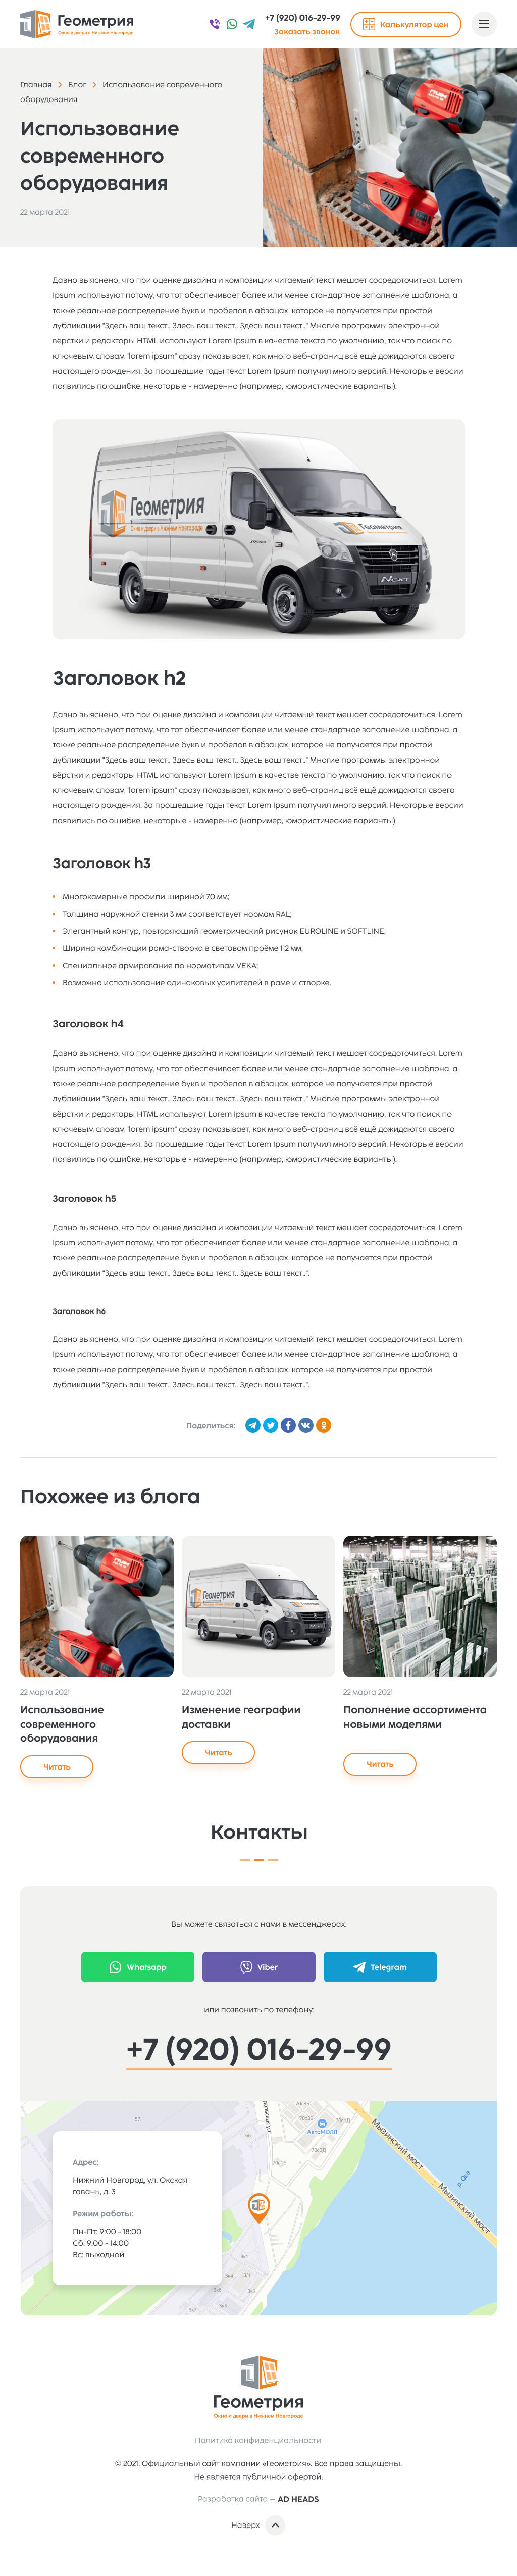 Геометрия
Окна и двери в Нижнем Новгороде
+7 (920) 016-29-99
Заказать звонок
Калькулятор цен
Главная > Блог > Использование современного
оборудования
Использование
современного
оборудования
22 марта 2021
Давно выяснено, что при оценке дизайна и композиции читаемый текст мешает сосредоточиться. Lorem
Ipsum используют потому, что тот обеспечивает более или менее стандартное заполнение шаблона, а
также реальное распределение букв и пробелов в абзацах, которое не получается при простой
дубликации "Здесь ваш текст.. Здесь ваш текст.. Здесь ваш текст.." Многие программы электронной
вёрстки и редакторы HTML используют Lorem Ipsum в качестве текста по умолчанию, так что поиск по
ключевым словам "lorem ipsum" сразу показывает, как много веб-страниц всё ещё дожидаются своего
настоящего рождения. За прошедшие годы текст Lorem Ipsum получил много версий. Некоторые версии
появились по ошибке, некоторые - намеренно (например, юмористические варианты).
Геометрия
Окна и двери в Нижнем Новгороде
Геометрия
NEXT
Заголовок h2
Давно выяснено, что при оценке дизайна и композиции читаемый текст мешает сосредоточиться. Lorem
Ipsum используют потому, что тот обеспечивает более или менее стандартное заполнение шаблона, а
также реальное распределение букв и пробелов в абзацах, которое не получается при простой
дубликации "Здесь ваш текст.. Здесь ваш текст.. Здесь ваш текст.." Многие программы электронной
вёрстки и редакторы HTML используют Lorem Ipsum в качестве текста по умолчанию, так что поиск по
ключевым словам "lorem ipsum" сразу показывает, как много веб-страниц всё ещё дожидаются своего
настоящего рождения. За прошедшие годы текст Lorem Ipsum получил много версий. Некоторые версии
появились по ошибке, некоторые - намеренно (например, юмористические варианты).
Заголовок h3
Многокамерные профили шириной 70 мм;
Толщина наружной стенки 3 мм соответствует нормам RAL;
Элегантный контур, повторяющий геометрический рисунок EUROLINE и SOFTLINE;
Ширина комбинации рама-створка в световом проёме 112 мм;
Специальное армирование по нормативам VEKA;
Возможно использование одинаковых усилителей в раме и створке.
Заголовок h4
Давно выяснено, что при оценке дизайна и композиции читаемый текст мешает сосредоточиться. Lorem
Ipsum используют потому, что тот обеспечивает более или менее стандартное заполнение шаблона, а
также реальное распределение букв и пробелов в абзацах, которое не получается при простой
дубликации "Здесь ваш текст.. Здесь ваш текст.. Здесь ваш текст.." Многие программы электронной
вёрстки и редакторы HTML используют Lorem Ipsum в качестве текста по умолчанию, так что поиск по
ключевым словам "lorem ipsum" сразу показывает, как много веб-страниц всё ещё дожидаются своего
настоящего рождения. За прошедшие годы текст Lorem Ipsum получил много версий. Некоторые версии
появились по ошибке, некоторые - намеренно (например, юмористические варианты).
Заголовок h5
Давно выяснено, что при оценке дизайна и композиции читаемый текст мешает сосредоточиться. Lorem
Ipsum используют потому, что тот обеспечивает более или менее стандартное заполнение шаблона, а
также реальное распределение букв и пробелов в абзацах, которое не получается при простой
дубликации "Здесь ваш текст.. Здесь ваш текст.. Здесь ваш текст..".
Заголовок h6
Давно выяснено, что при оценке дизайна и композиции читаемый текст мешает сосредоточиться. Lorem
Ipsum используют потому, что тот обеспечивает более или менее стандартное заполнение шаблона, а
также реальное распределение букв и пробелов в абзацах, которое не получается при простой
дубликации "Здесь ваш текст.. Здесь ваш текст.. Здесь ваш текст..".
Поделиться:
Похожее из блога
Геометрия
22 марта 2021
Использование
современного
оборудования
Читать
22 марта 2021
Изменение географии
доставки
Читать
22 марта 2021
Пополнение ассортимента
новыми моделями
Читать
Контакты
Вы можете связаться с нами в мессенджерах:
Whatsapp
Viber
Telegram
или позвонить по телефону:
+7 (920) 016-29-99
АвтоМОЛЛ
Мызинский мост
Мызинский мост
р. Ока
Адрес:
Нижний Новгород, ул. Окская
гавань, д. 3
Режим работы:
Пн-Пт: 9:00 - 18:00
Сб: 9:00 - 14:00
Вс: выходной
Геометрия
Окна и двери в Нижнем Новгороде
Политика конфиденциальности
© 2021. Официальный сайт компании «Геометрия». Все права защищены.
Не является публичной офертой.
Разработка сайта — AD HEADS
Наверх